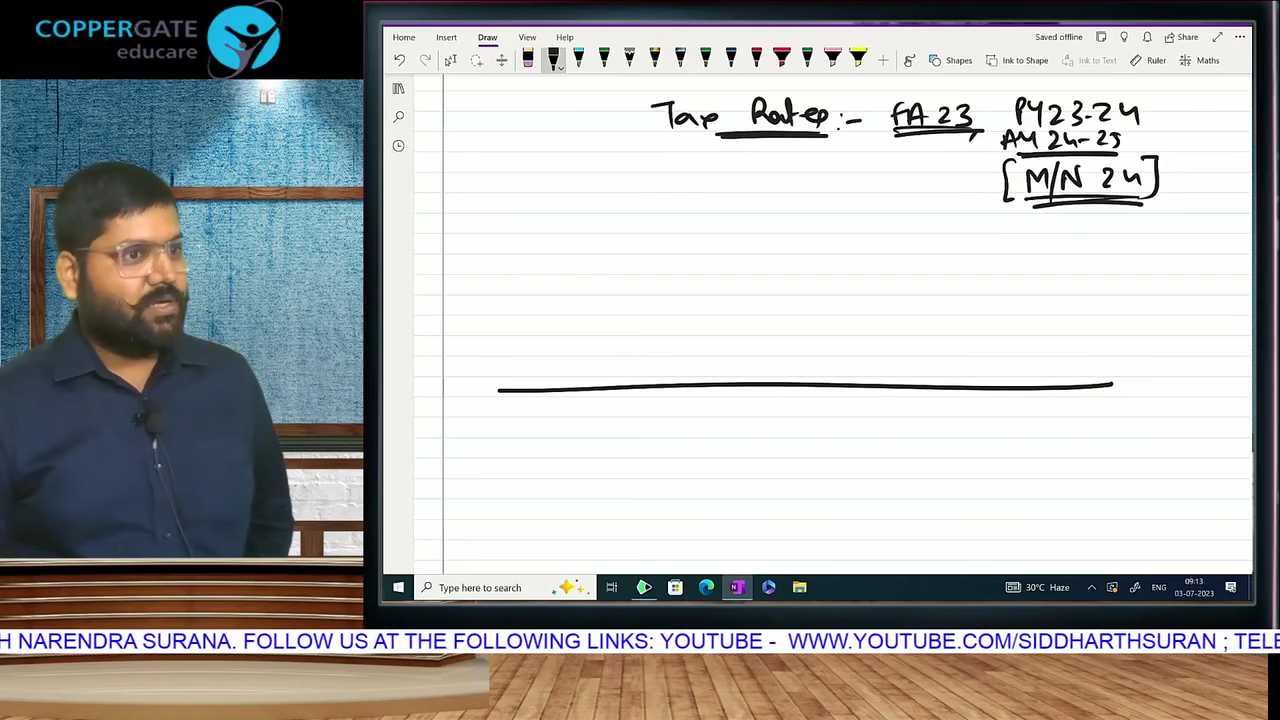 COPPERGATE
educare
Home Insert Draw View Help
Saved offline Share
Shapes Ink to Shape Ink to Text Ruler Maths
Tax Rates :- FA 23, PY 23-24
AY 24-25
[M/N 24]
Type here to search
30°C Haze ENG 09:13
03-07-2023
H NARENDRA SURANA. FOLLOW US AT THE FOLLOWING LINKS: YOUTUBE - WWW.YOUTUBE.COM/SIDDHARTHSURAN ; TELE